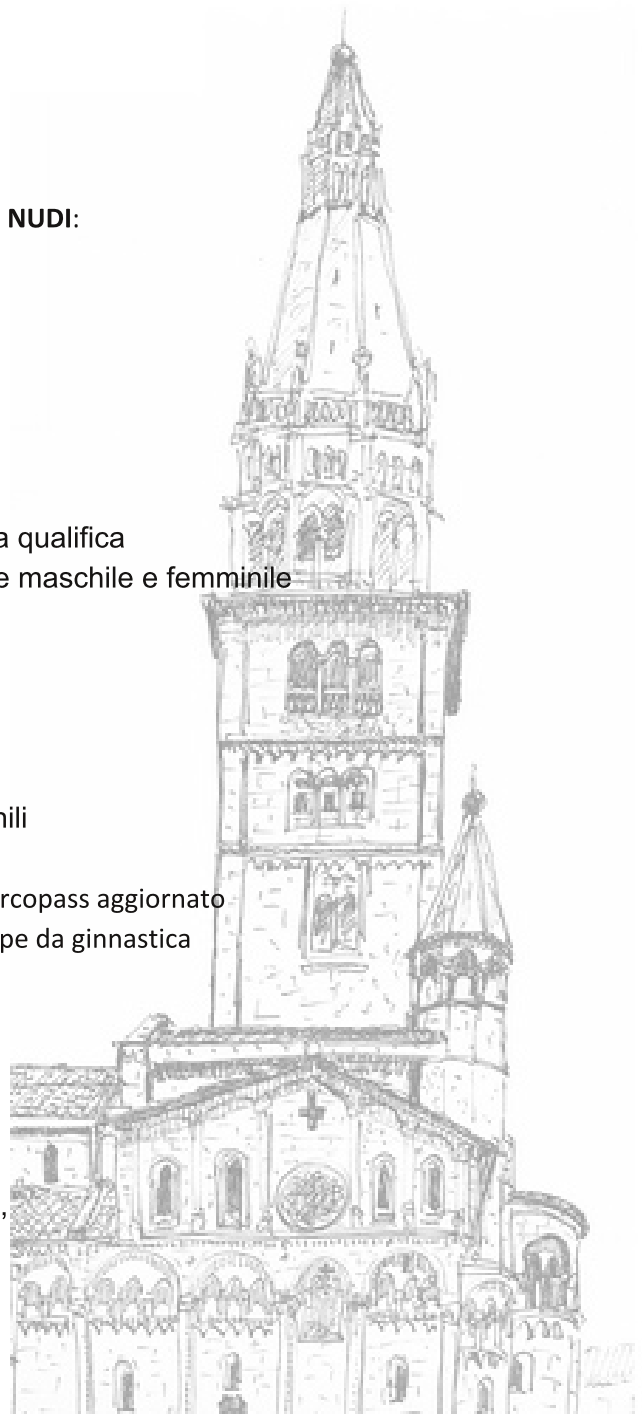 NUDI:
a qualifica
e maschile e femminile
nili
rcopass aggiornato
pe da ginnastica
,